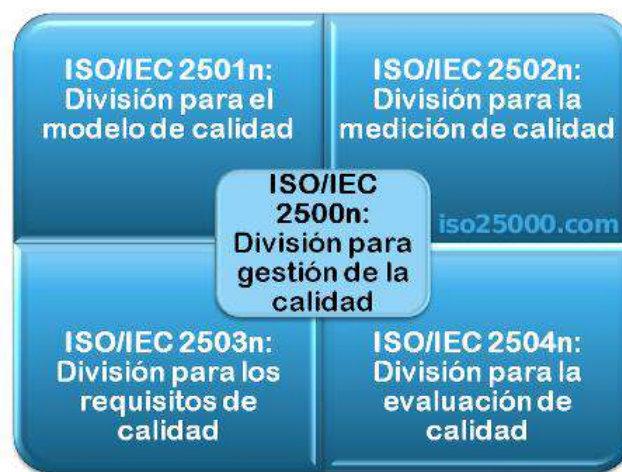 ISO/IEC 2501n:
División para el
modelo de calidad
ISO/IEC 2502n:
División para la
medición de calidad
iso25000.com
ISO/IEC
2500n:
División para
gestión de la
calidad
ISO/IEC 2503n:
División para los
requisitos de
calidad
ISO/IEC 2504n:
División para la
evaluación de
calidad